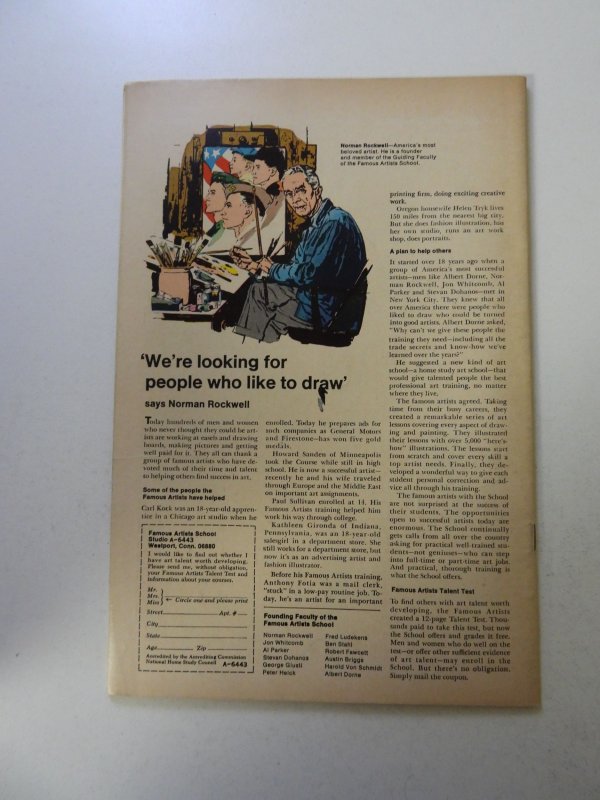 Norman Rockwell—America's most
beloved artist. He is a founder
and member of the Guiding Faculty
of the Famous Artists School.
'We're looking for
people who like to draw'
says Norman Rockwell
Today hundreds of men and women
who never thought they could be art-
ists are working at easels and drawing
boards, making pictures and getting
well paid for it. They all can thank a
group of famous artists who have de-
voted much of their time and talent
to helping others find success in art.
Some of the people the
Famous Artists have helped
Carl Kock was an 18-year-old appren-
tice in a Chicago art studio when he
Famous Artists School
Studio A-6443
Westport, Conn. 06880
I would like to find out whether I
have art talent worth developing.
Please send me, without obligation,
your Famous Artists Talent Test and
information about your courses.
Mr.
Mrs.
Miss
← Circle one and please print
Street Apt. #
City
State
Age Zip
Accredited by the Accrediting Commission
National Home Study Council A-6443
enrolled. Today he prepares ads for
such companies as General Motors
and Firestone—has won five gold
medals.
Howard Sanden of Minneapolis
took the Course while still in high
school. He is now a successful artist—
recently he and his wife traveled
through Europe and the Middle East
on important art assignments.
Paul Sullivan enrolled at 14. His
Famous Artists training helped him
work his way through college.
Kathleen Gironda of Indiana,
Pennsylvania, was an 18-year-old
salesgirl in a department store. She
still works for a department store, but
now it's as an advertising artist and
fashion illustrator.
Before his Famous Artists training,
Anthony Fotia was a mail clerk,
"stuck" in a low-pay routine job. To-
day, he's an artist for an important
Founding Faculty of the
Famous Artists School
Norman Rockwell
Jon Whitcomb
Al Parker
Stevan Dohanos
George Giusti
Peter Helck
Fred Ludekens
Ben Stahl
Robert Fawcett
Austin Briggs
Harold Von Schmidt
Albert Dorne
printing firm, doing exciting creative
work.
Oregon housewife Helen Tryk lives
150 miles from the nearest big city.
But she does fashion illustration, has
her own studio, runs an art work
shop, does portraits.
A plan to help others
It started over 18 years ago when a
group of America's most successful
artists—men like Albert Dorne, Nor-
man Rockwell, Jon Whitcomb, Al
Parker and Stevan Dohanos—met in
New York City. They knew that all
over America there were people who
liked to draw who could be turned
into good artists. Albert Dorne asked,
"Why can't we give these people the
training they need—including all the
trade secrets and know-how we've
learned over the years?"
He suggested a new kind of art
school—a home study art school—that
would give talented people the best
professional art training, no matter
where they live.
The famous artists agreed. Taking
time from their busy careers, they
created a remarkable series of art
lessons covering every aspect of draw-
ing and painting. They illustrated
their lessons with over 5,000 "here's-
how" illustrations. The lessons start
from scratch and cover every skill a
top artist needs. Finally, they de-
veloped a wonderful way to give each
student personal correction and ad-
vice all through his training.
The famous artists with the School
are not surprised at the success of
their students. The opportunities
open to successful artists today are
enormous. The School continually
gets calls from all over the country
asking for practical well-trained stu-
dents—not geniuses—who can step
into full-time or part-time art jobs.
And practical, thorough training is
what the School offers.
Famous Artists Talent Test
To find others with art talent worth
developing, the Famous Artists
created a 12-page Talent Test. Thou-
sands paid to take this test, but now
the School offers and grades it free.
Men and women who do well on the
test—or offer other sufficient evidence
of art talent—may enroll in the
School. But there's no obligation.
Simply mail the coupon.